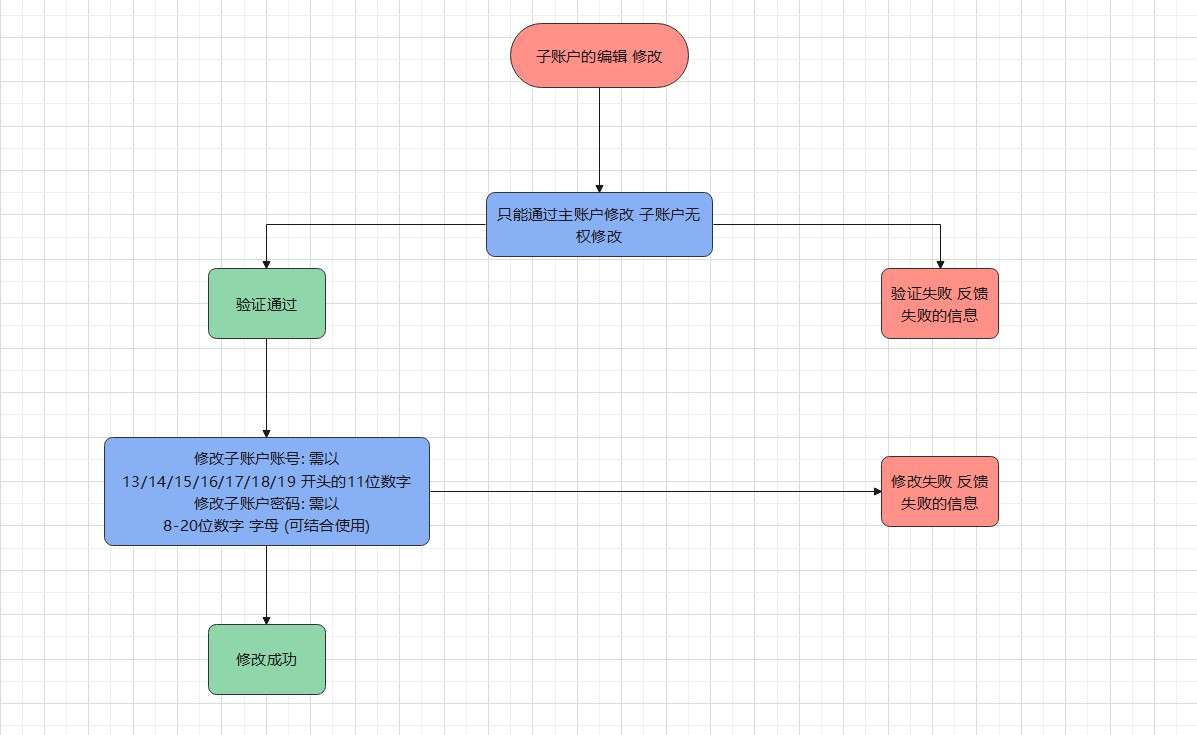 子账户的编辑 修改
只能通过主账户修改 子账户无
权修改
验证通过
验证失败 反馈
失败的信息
修改子账户账号: 需以
13/14/15/16/17/18/19 开头的11位数字
修改子账户密码: 需以
8-20位数字 字母 (可结合使用)
修改失败 反馈
失败的信息
修改成功